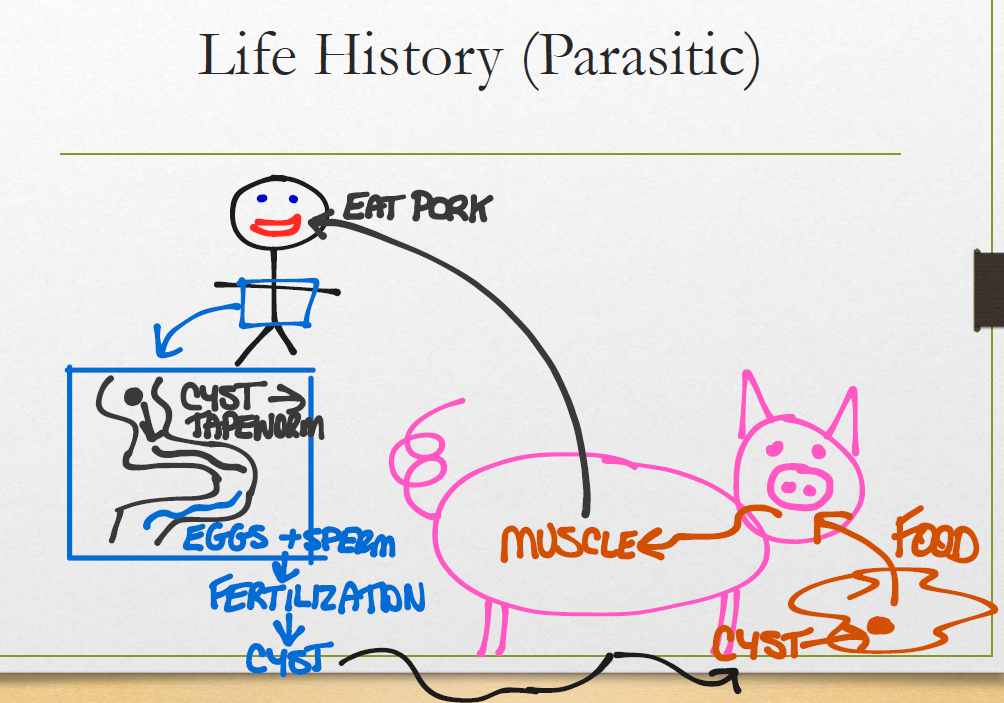 Life History (Parasitic)
EAT PORK
CYST →
TAPEWORM
EGGS + SPERM
FERTILIZATION
CYST
MUSCLE
FOOD
CYST